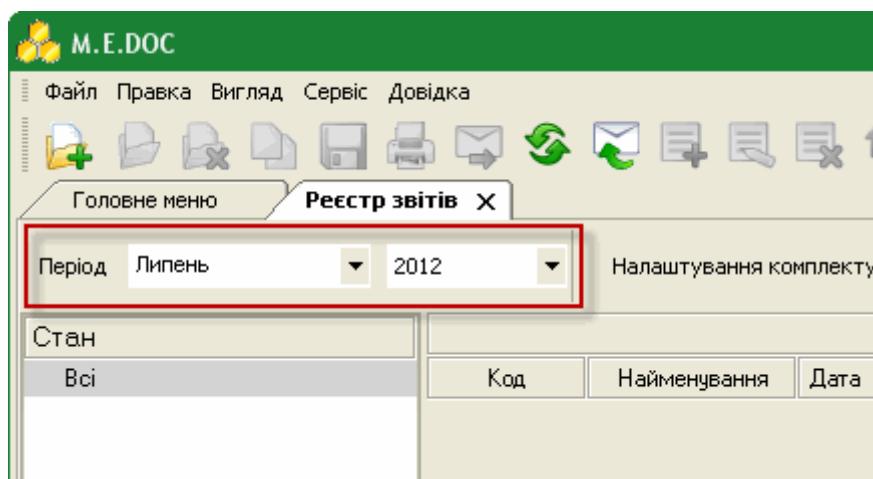 M.E.DOC
Файл Правка Вигляд Сервіс Довідка
Головне меню Реєстр звітів
Період Липень 2012 Налаштування комплекту
Стан
Всі Код Найменування Дата